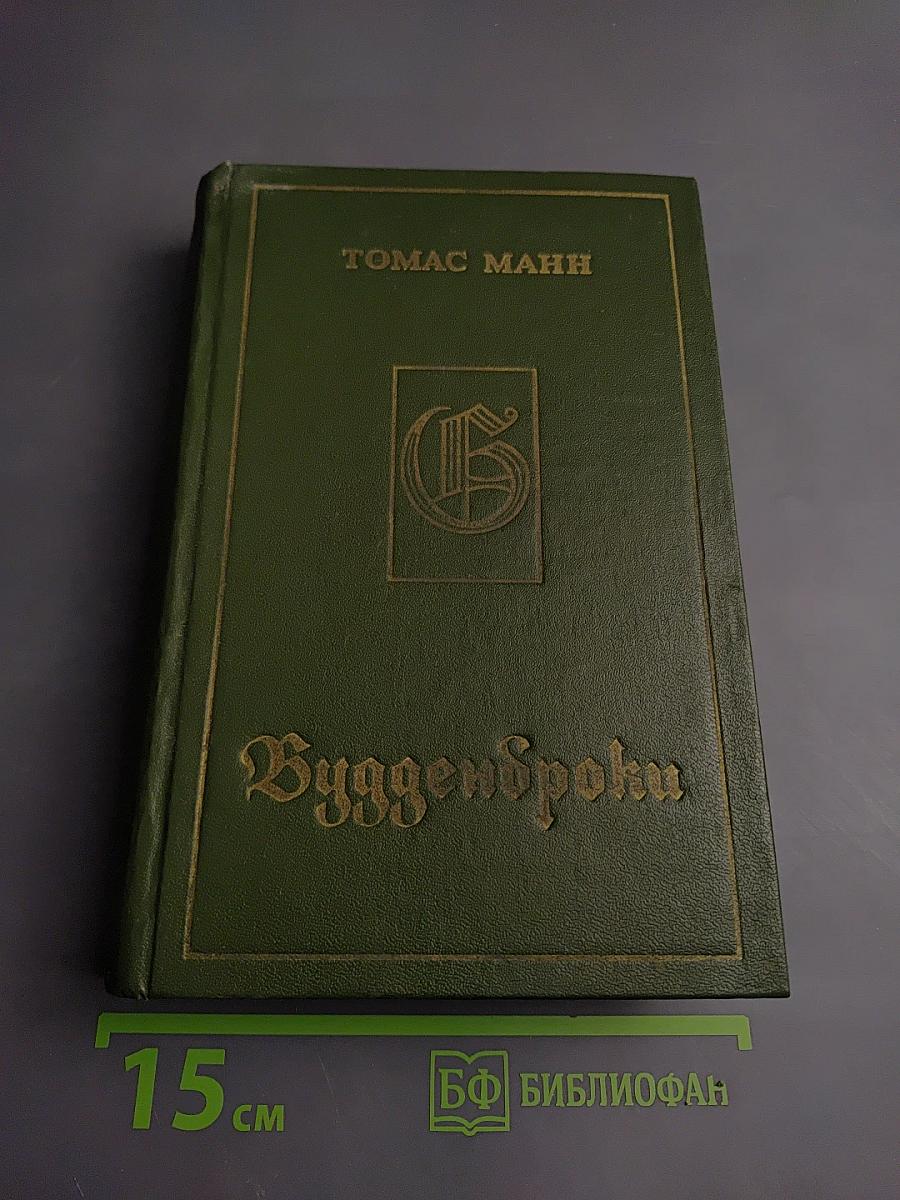 ТОМАС МАНН
Б
Будденброки
15 см
БФ БИБЛИОФАН